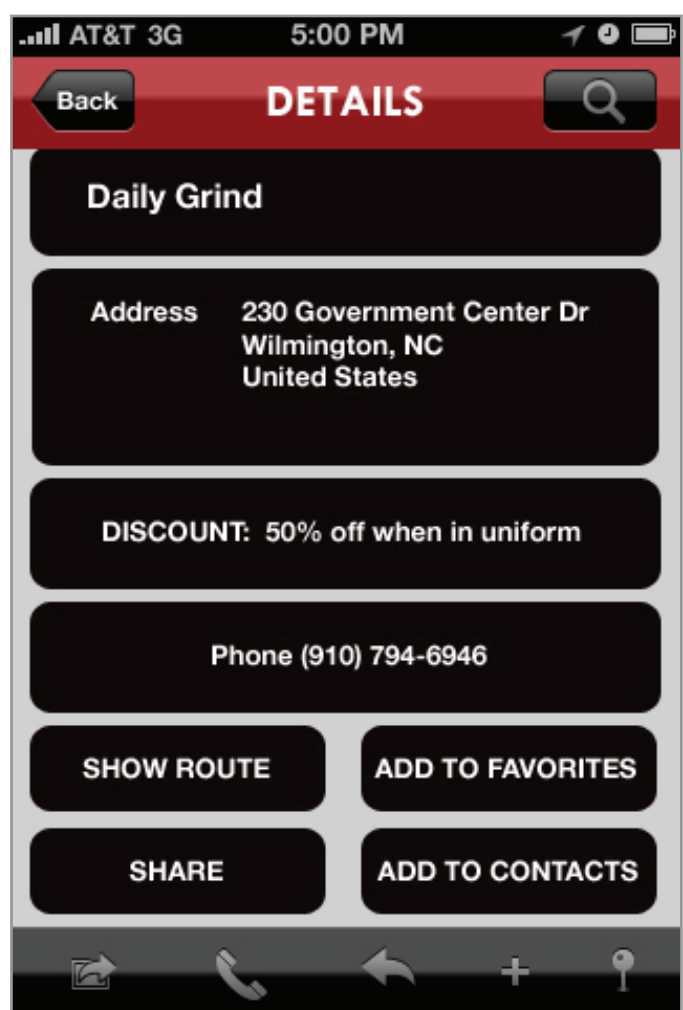 AT&T 3G 5:00 PM
Back DETAILS
Daily Grind
Address 230 Government Center Dr
Wilmington, NC
United States
DISCOUNT: 50% off when in uniform
Phone (910) 794-6946
SHOW ROUTE ADD TO FAVORITES
SHARE ADD TO CONTACTS